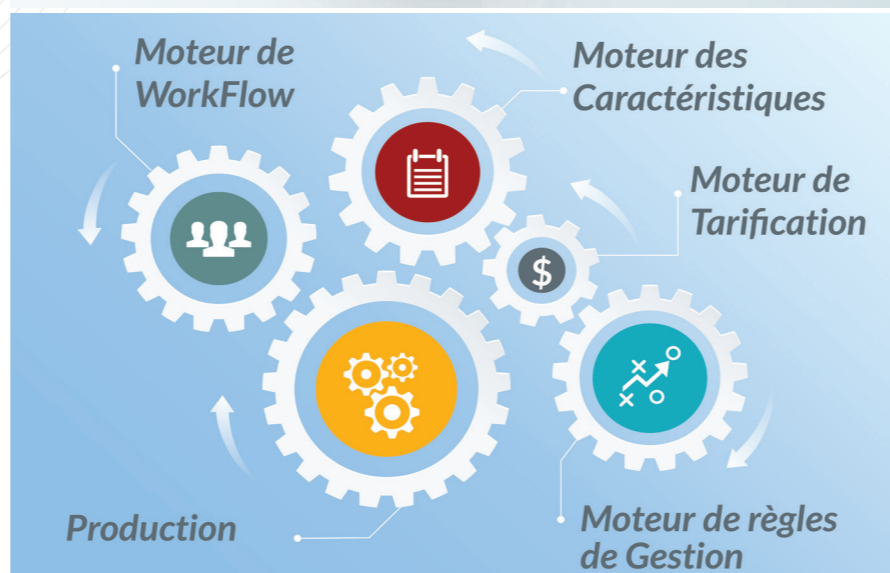 Moteur de
WorkFlow
Moteur des
Caractéristiques
Moteur de
Tarification
$
Production
Moteur de règles
de Gestion